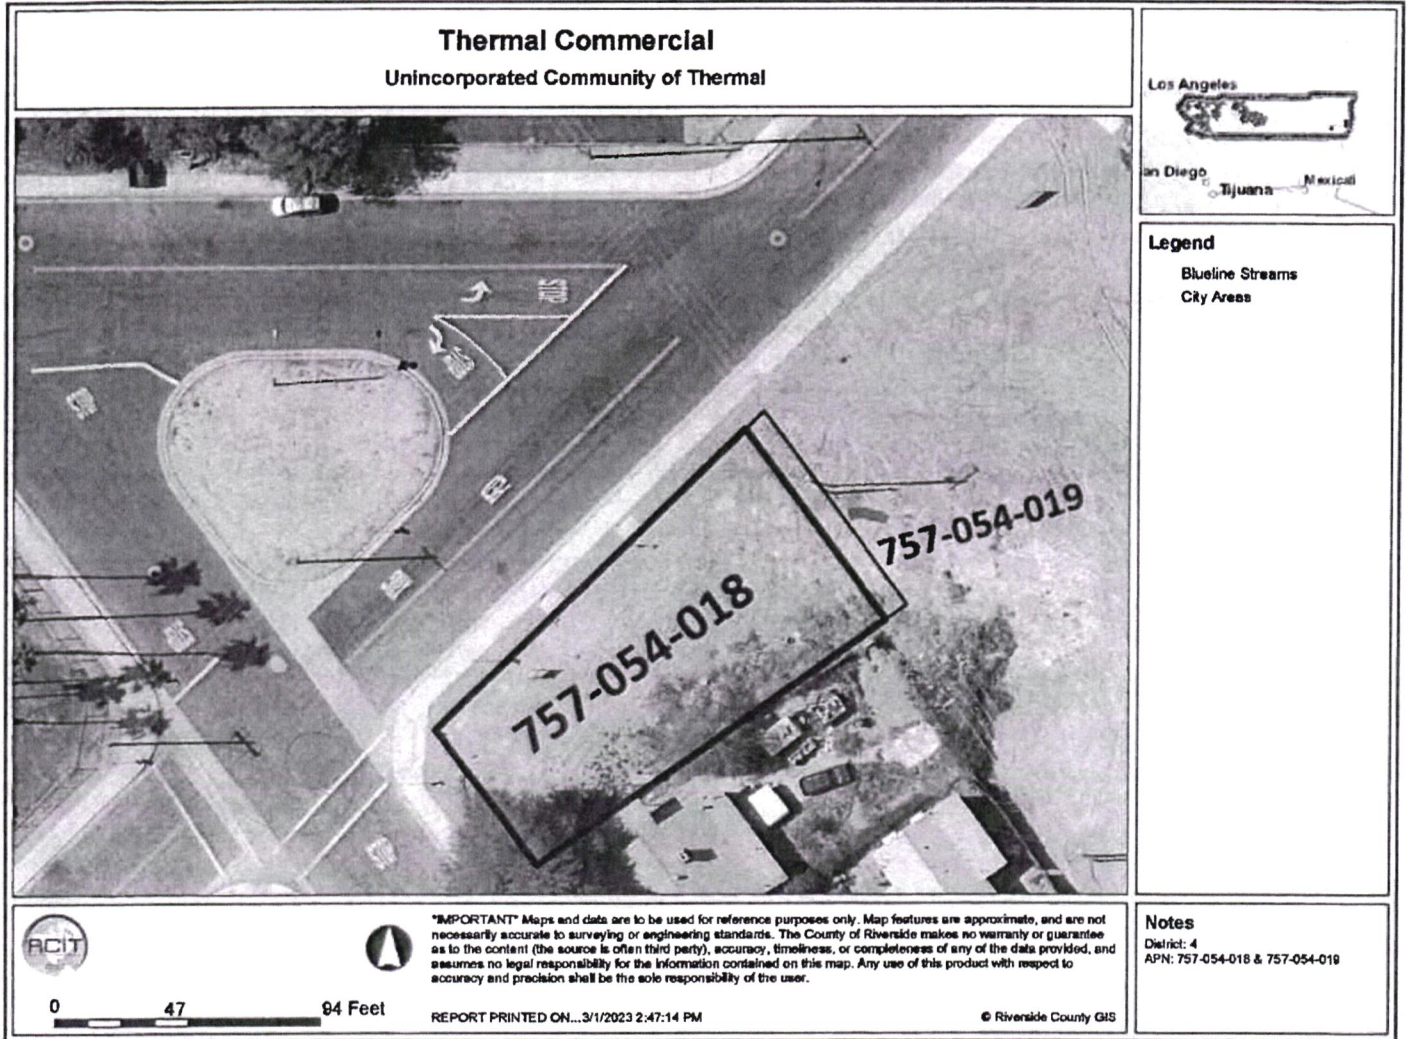 Thermal Commercial
Unincorporated Community of Thermal
Los Angeles
an Diego
Tijuana
Mexicali
Legend
Blueline Streams
City Areas
STOP
757-054-019
757-054-018
RCIT
0 47 94 Feet
*IMPORTANT* Maps and data are to be used for reference purposes only. Map features are approximate, and are not
necessarily accurate to surveying or engineering standards. The County of Riverside makes no warranty or guarantee
as to the content (the source is often third party), accuracy, timeliness, or completeness of any of the data provided, and
assumes no legal responsibility for the information contained on this map. Any use of this product with respect to
accuracy and precision shall be the sole responsibility of the user.
REPORT PRINTED ON...3/1/2023 2:47:14 PM
© Riverside County GIS
Notes
District: 4
APN: 757-054-018 & 757-054-019